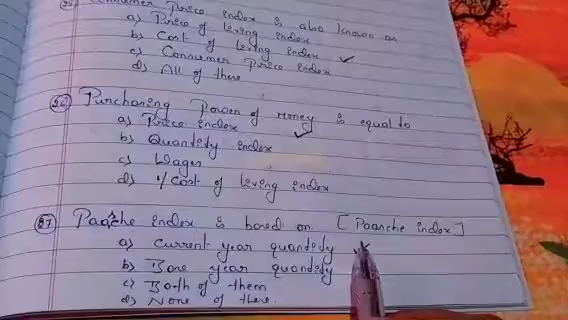 25) Consumer Price index is also known as
a) Price of living index
b) Cost of living index ✓
c) Consumer Price index
d) All of these
26) Purchasing Power of Money is equal to
a) Price index
b) Quantity index
c) Wages
d) 1/Cost of living index
27) Paasche index is based on [Paasche index]
a) Current year quantity
b) Base year quantity
c) Both of them
d) None of these.